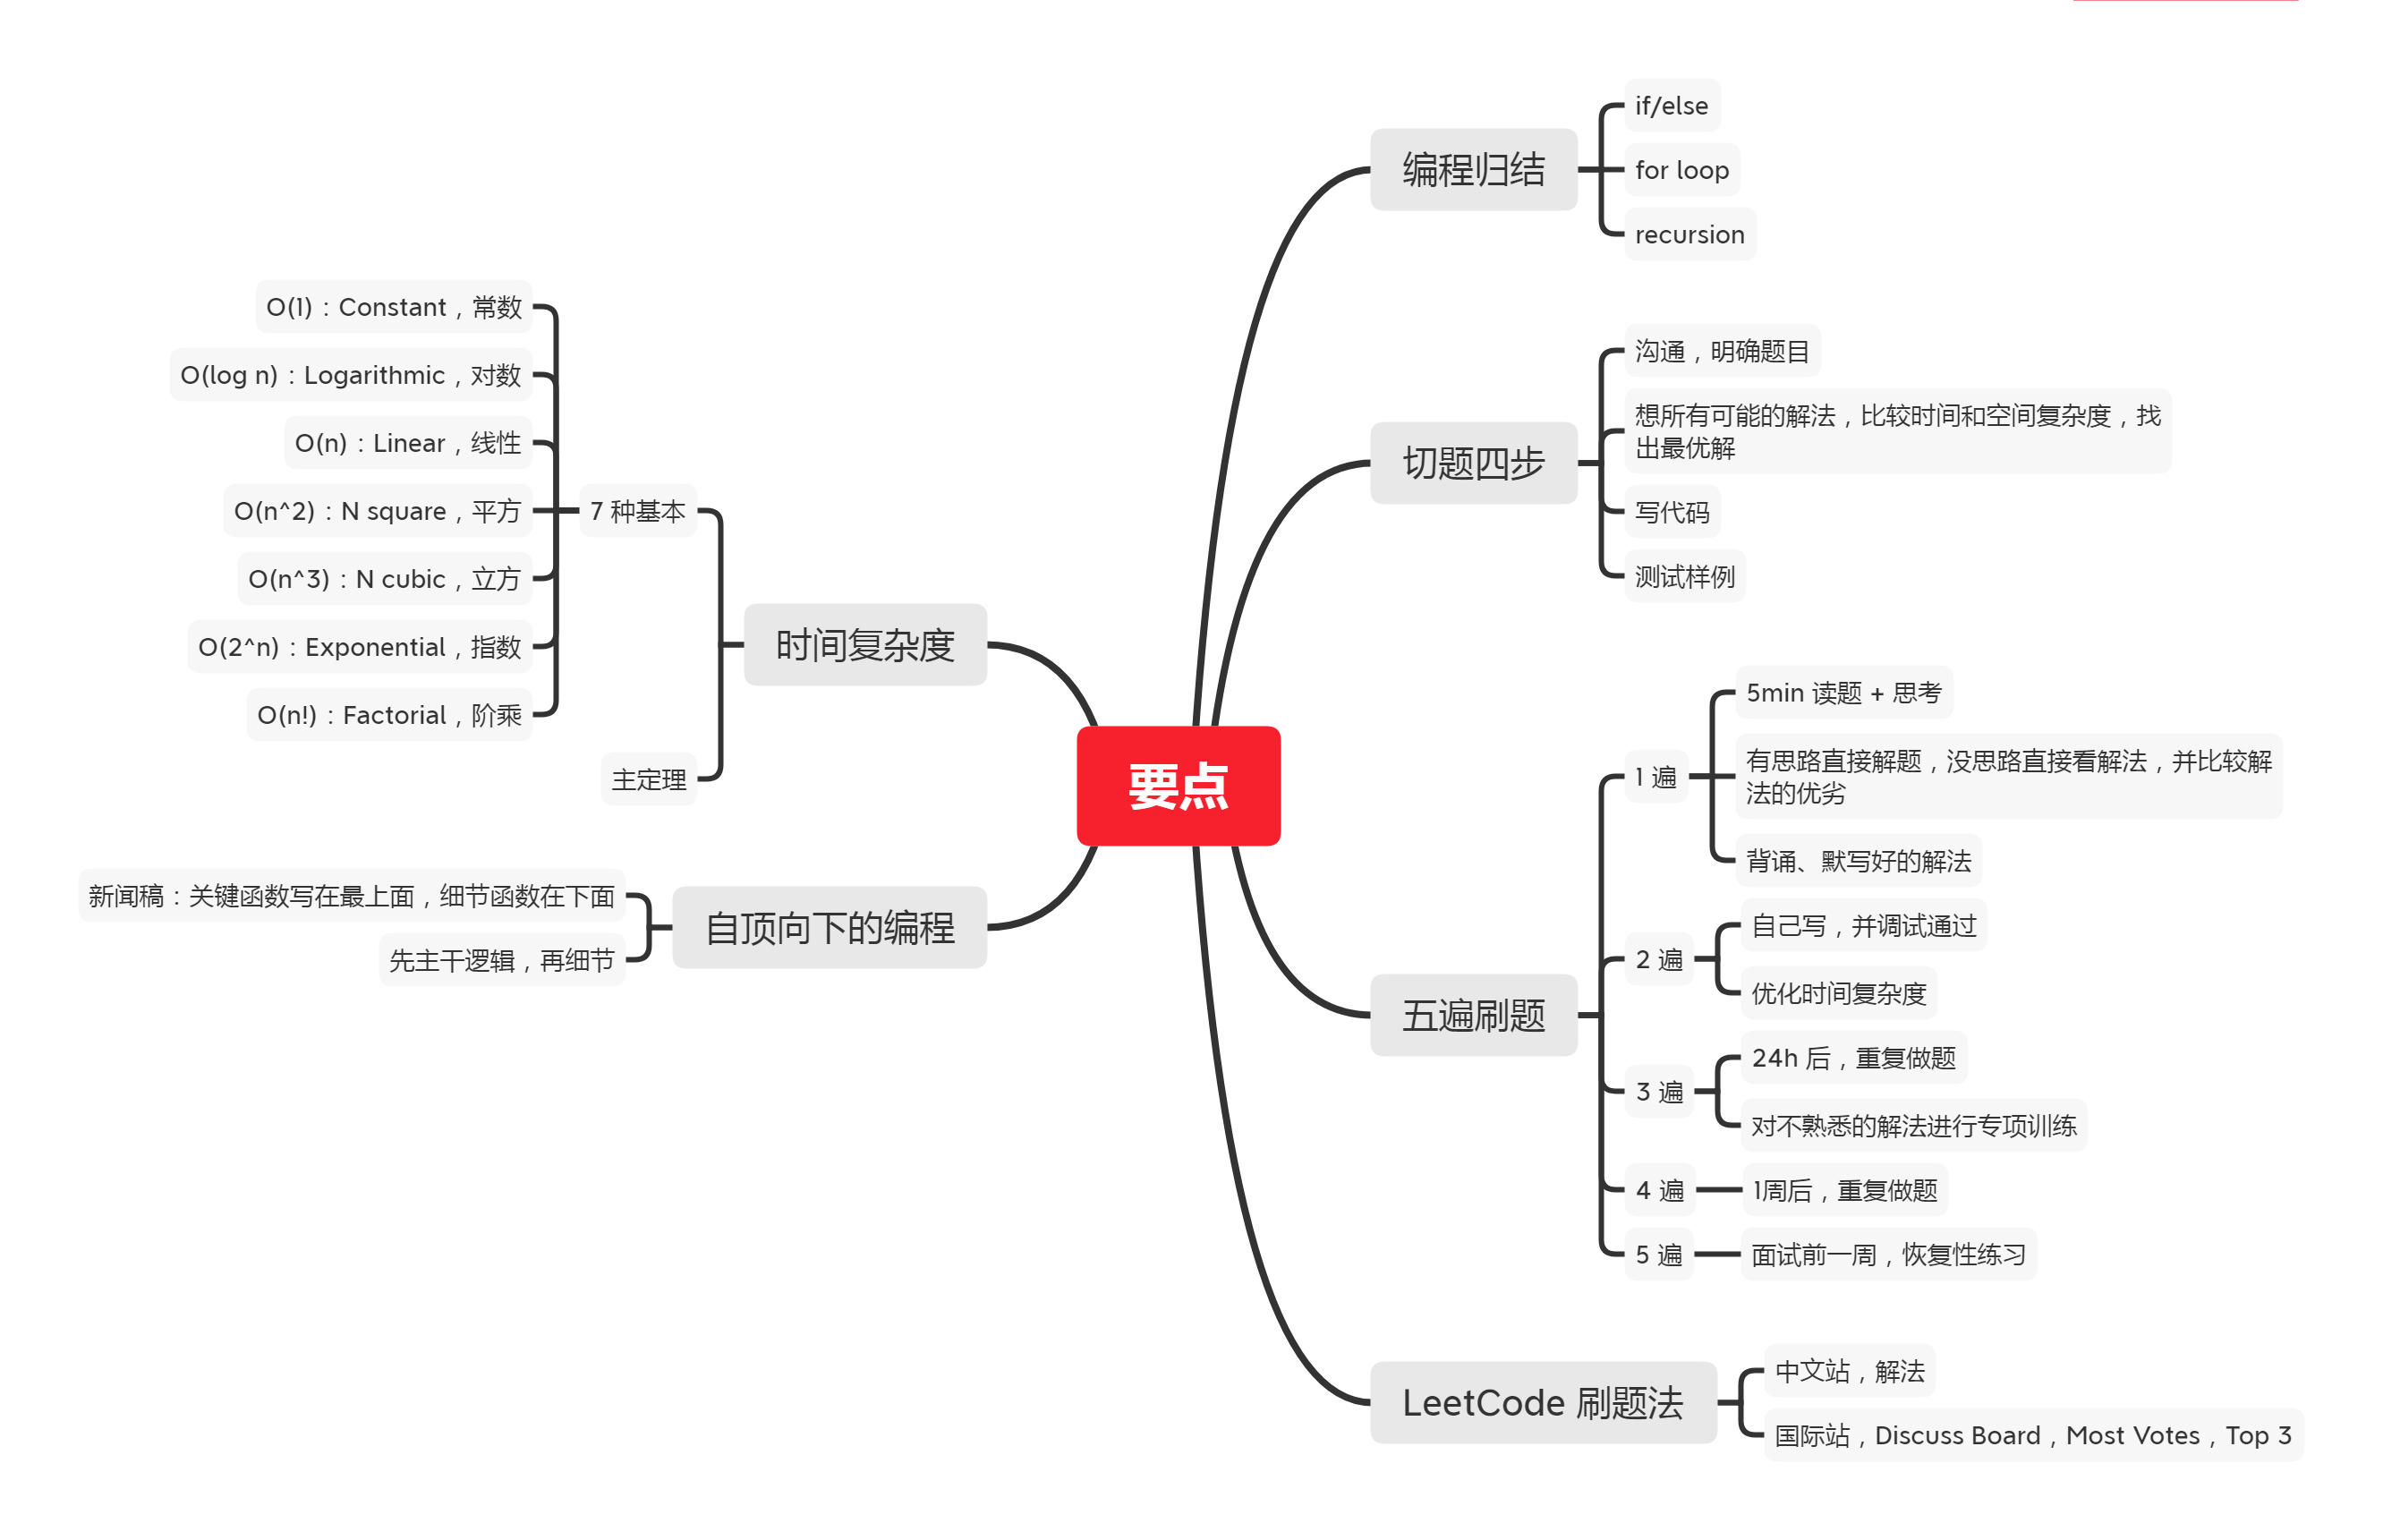 要点
编程归结
if/else
for loop
recursion
切题四步
沟通，明确题目
想所有可能的解法，比较时间和空间复杂度，找
出最优解
写代码
测试样例
五遍刷题
1 遍
5min 读题 + 思考
有思路直接解题，没思路直接看解法，并比较解
法的优劣
背诵、默写好的解法
2 遍
自己写，并调试通过
优化时间复杂度
3 遍
24h 后，重复做题
对不熟悉的解法进行专项训练
4 遍
1周后，重复做题
5 遍
面试前一周，恢复性练习
LeetCode 刷题法
中文站，解法
国际站，Discuss Board，Most Votes，Top 3
时间复杂度
7 种基本
O(1)：Constant，常数
O(log n)：Logarithmic，对数
O(n)：Linear，线性
O(n^2)：N square，平方
O(n^3)：N cubic，立方
O(2^n)：Exponential，指数
O(n!)：Factorial，阶乘
主定理
自顶向下的编程
新闻稿：关键函数写在最上面，细节函数在下面
先主干逻辑，再细节